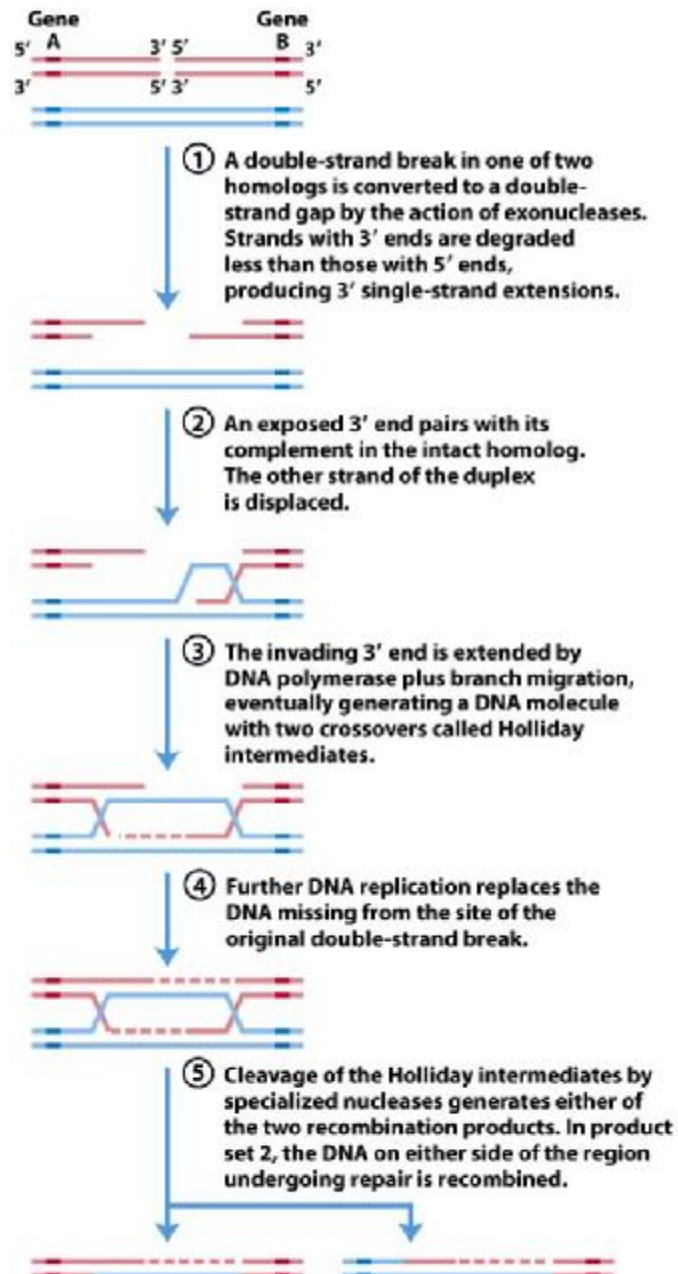 Gene Gene
5′ A 3′ 5′ B 3′
3′ 5′ 3′ 5′
① A double-strand break in one of two
homologs is converted to a double-
strand gap by the action of exonucleases.
Strands with 3′ ends are degraded
less than those with 5′ ends,
producing 3′ single-strand extensions.
② An exposed 3′ end pairs with its
complement in the intact homolog.
The other strand of the duplex
is displaced.
③ The invading 3′ end is extended by
DNA polymerase plus branch migration,
eventually generating a DNA molecule
with two crossovers called Holliday
intermediates.
④ Further DNA replication replaces the
DNA missing from the site of the
original double-strand break.
⑤ Cleavage of the Holliday intermediates by
specialized nucleases generates either of
the two recombination products. In product
set 2, the DNA on either side of the region
undergoing repair is recombined.